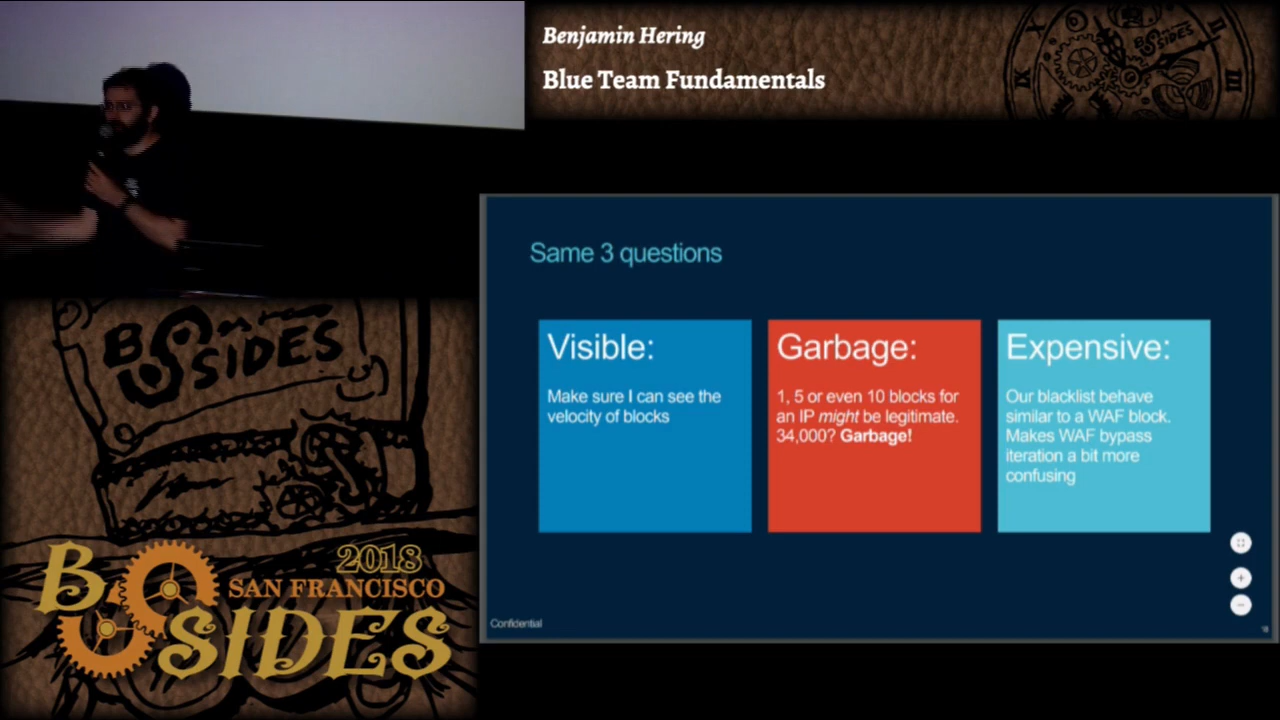 Benjamin Hering
Blue Team Fundamentals
BSIDES
Same 3 questions
Visible:
Make sure I can see the
velocity of blocks
Garbage:
1, 5 or even 10 blocks for
an IP might be legitimate.
34,000? Garbage!
Expensive:
Our blacklist behave
similar to a WAF block.
Makes WAF bypass
iteration a bit more
confusing
Confidential
BSIDES
2018
SAN FRANCISCO
BSIDES